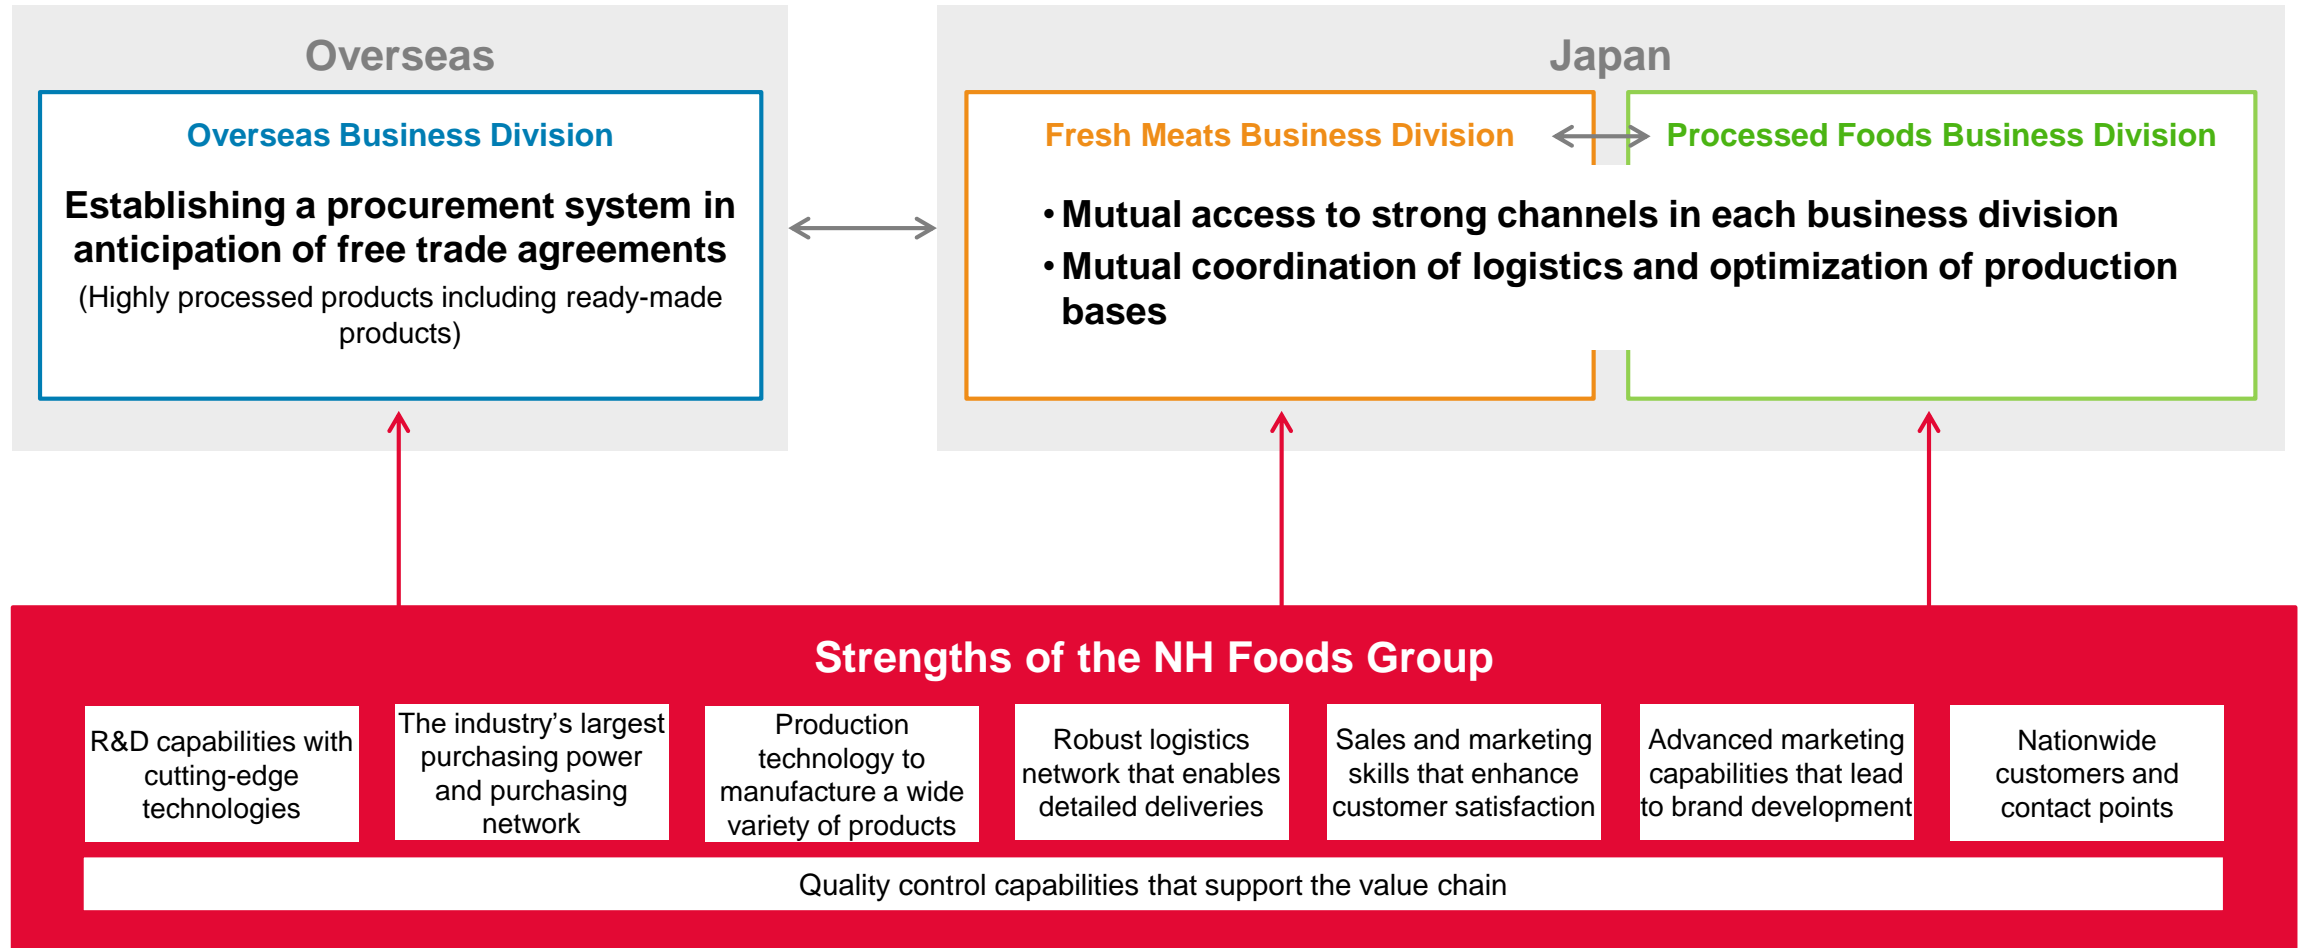 Overseas
Overseas Business Division
Establishing a procurement system in
anticipation of free trade agreements
(Highly processed products including ready-made
products)
Japan
Fresh Meats Business Division
Processed Foods Business Division
• Mutual access to strong channels in each business division
• Mutual coordination of logistics and optimization of production
bases
Strengths of the NH Foods Group
R&D capabilities with
cutting-edge
technologies
The industry’s largest
purchasing power
and purchasing
network
Production
technology to
manufacture a wide
variety of products
Robust logistics
network that enables
detailed deliveries
Sales and marketing
skills that enhance
customer satisfaction
Advanced marketing
capabilities that lead
to brand development
Nationwide
customers and
contact points
Quality control capabilities that support the value chain